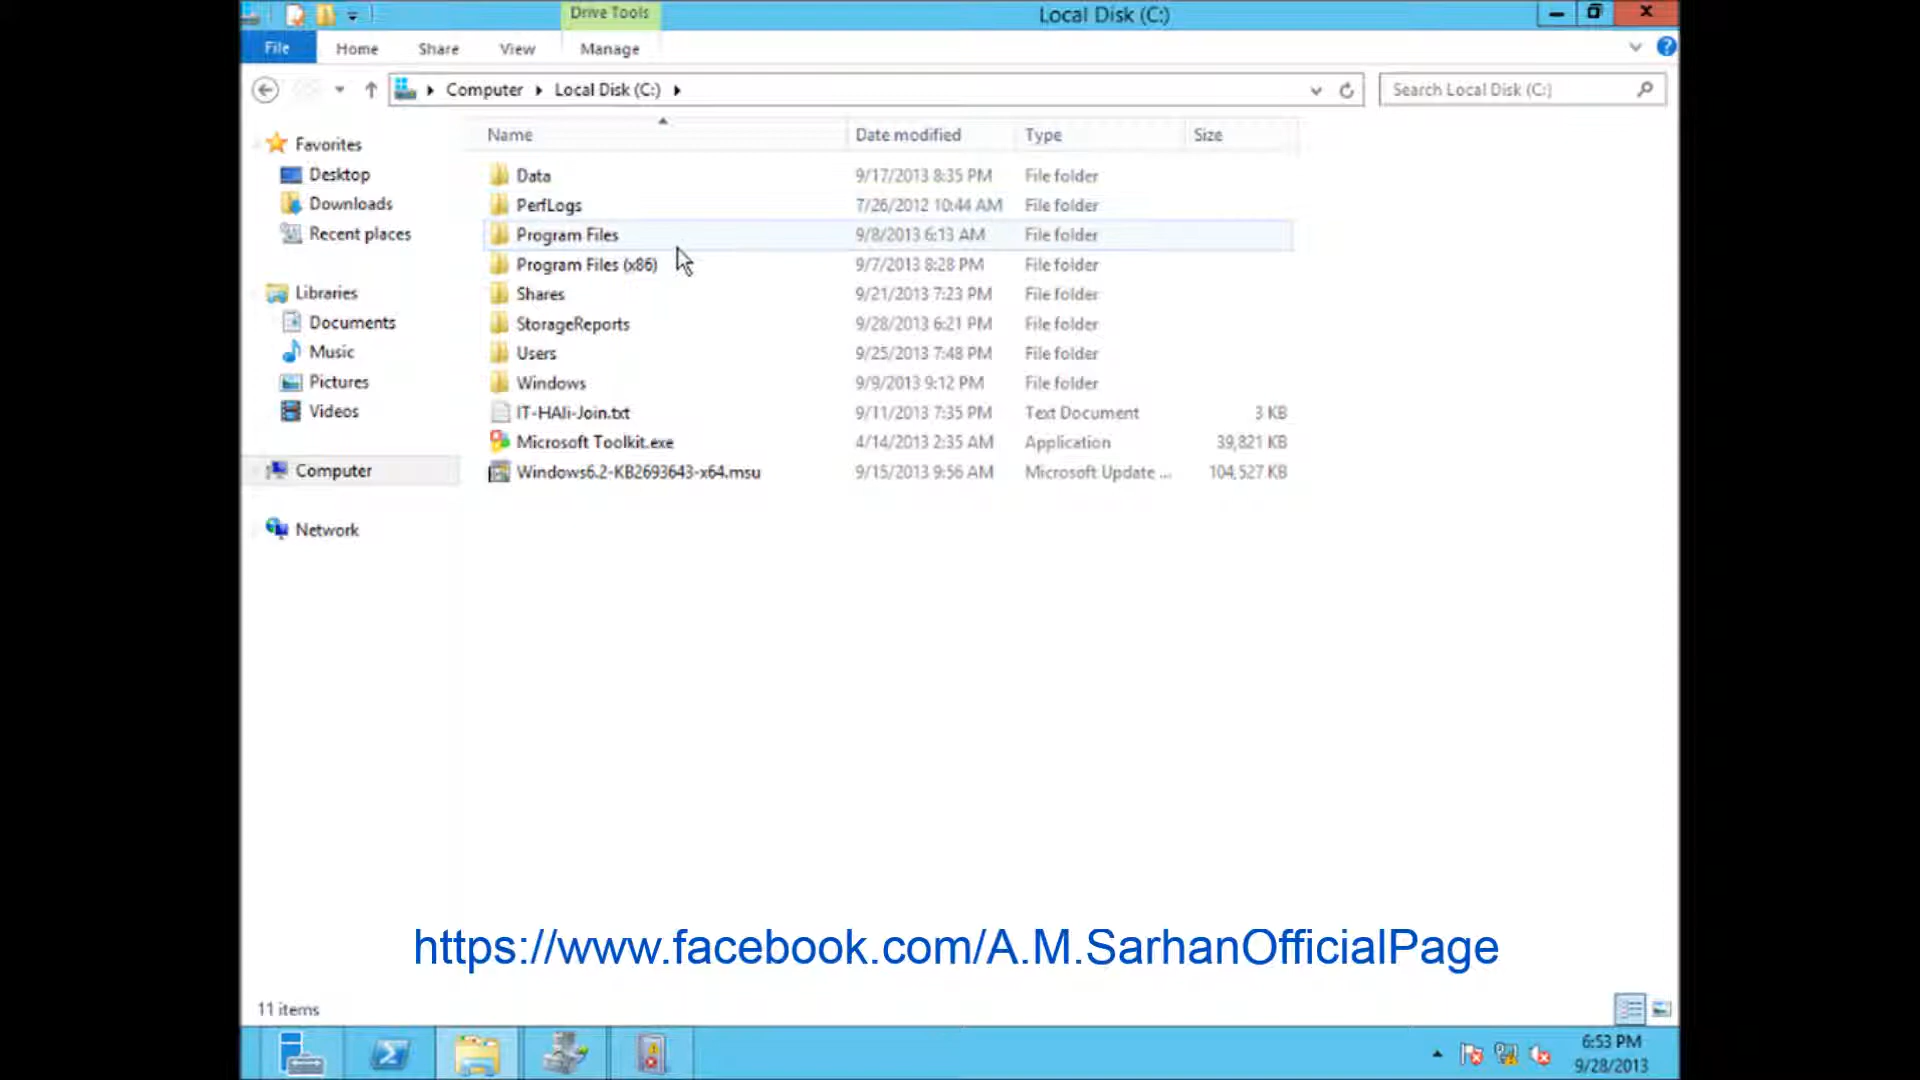 Drive Tools
Local Disk (C:)
File Home Share View Manage
Computer Local Disk (C:)
Search Local Disk (C:)
Favorites
Desktop
Downloads
Recent places
Libraries
Documents
Music
Pictures
Videos
Computer
Network
Name Date modified Type Size
Data 9/17/2013 8:35 PM File folder
PerfLogs 7/26/2012 10:44 AM File folder
Program Files 9/8/2013 6:13 AM File folder
Program Files (x86) 9/7/2013 8:28 PM File folder
Shares 9/21/2013 7:23 PM File folder
StorageReports 9/28/2013 6:21 PM File folder
Users 9/25/2013 7:48 PM File folder
Windows 9/9/2013 9:12 PM File folder
IT-HAli-Join.txt 9/11/2013 7:35 PM Text Document 3 KB
Microsoft Toolkit.exe 4/14/2013 2:35 AM Application 39,821 KB
Windows6.2-KB2693643-x64.msu 9/15/2013 9:56 AM Microsoft Update ... 104,527 KB
https://www.facebook.com/A.M.SarhanOfficialPage
11 items
6:53 PM
9/28/2013